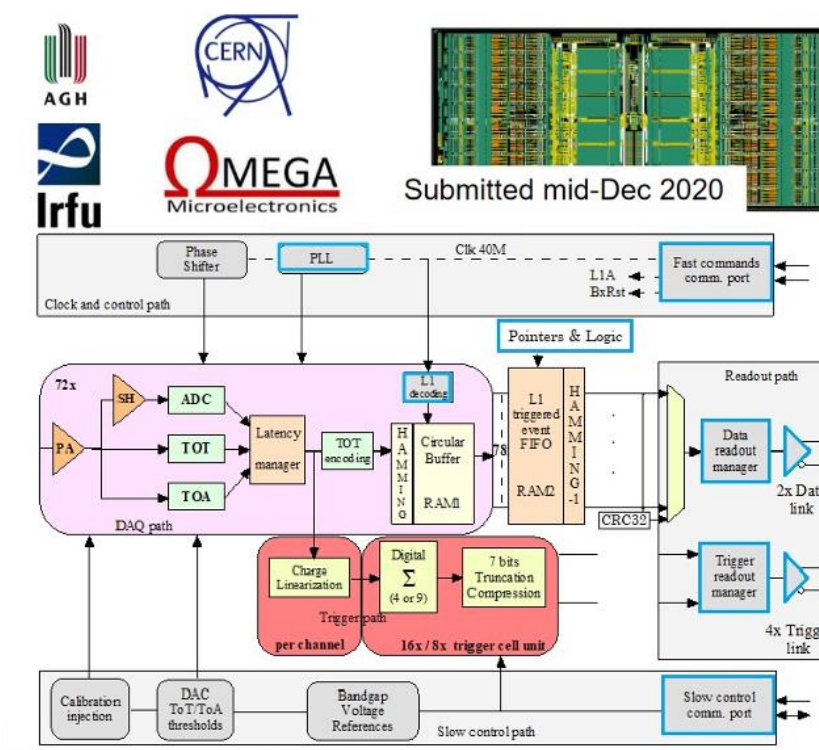 AGH
CERN
Irfu
ΩMEGA
Microelectronics
Submitted mid-Dec 2020
Phase
Shifter
PLL
Clk 40M
L1A
BxRst
Fast commands
comm. port
Clock and control path
Pointers & Logic
72x
SH
ADC
PA
TOT
TOA
Latency
manager
TOT
encoding
L1
decoding
HAMMING
Circular
Buffer
RAM1
78
L1
triggered
event
FIFO
RAM2
HAMMING-1
CRC32
DAQ path
Readout path
Data
readout
manager
2x Dat
link
Trigger
readout
manager
4x Trigg
link
Charge
Linearization
Digital
Σ
(4 or 9)
7 bits
Truncation
Compression
Trigger path
per channel
16x / 8x trigger cell unit
Calibration
injection
DAC
ToT/ToA
thresholds
Bandgap
Voltage
References
Slow control path
Slow control
comm. port